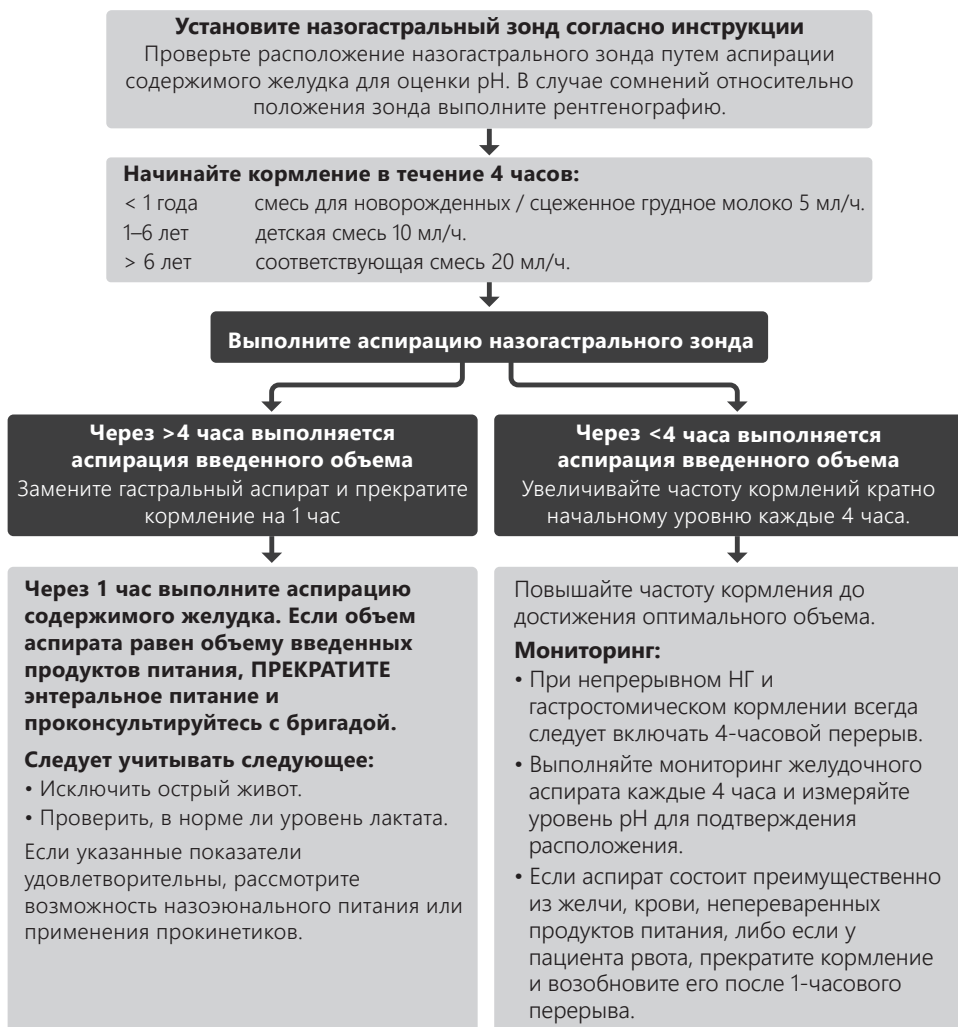 Установите назогастральный зонд согласно инструкции
Проверьте расположение назогастрального зонда путем аспирации
содержимого желудка для оценки pH. В случае сомнений относительно
положения зонда выполните рентгенографию.
Начинайте кормление в течение 4 часов:
< 1 года смесь для новорожденных / сцеженное грудное молоко 5 мл/ч.
1–6 лет детская смесь 10 мл/ч.
> 6 лет соответствующая смесь 20 мл/ч.
Выполните аспирацию назогастрального зонда
Через >4 часа выполняется
аспирация введенного объема
Замените гастральный аспират и прекратите
кормление на 1 час
Через <4 часа выполняется
аспирация введенного объема
Увеличивайте частоту кормлений кратно
начальному уровню каждые 4 часа.
Через 1 час выполните аспирацию
содержимого желудка. Если объем
аспирата равен объему введенных
продуктов питания, ПРЕКРАТИТЕ
энтеральное питание и
проконсультируйтесь с бригадой.
Следует учитывать следующее:
• Исключить острый живот.
• Проверить, в норме ли уровень лактата.
Если указанные показатели
удовлетворительны, рассмотрите
возможность назоэюнального питания или
применения прокинетиков.
Повышайте частоту кормления до
достижения оптимального объема.
Мониторинг:
• При непрерывном НГ и
гастростомическом кормлении всегда
следует включать 4-часовой перерыв.
• Выполняйте мониторинг желудочного
аспирата каждые 4 часа и измеряйте
уровень pH для подтверждения
расположения.
• Если аспират состоит преимущественно
из желчи, крови, непереваренных
продуктов питания, либо если у
пациента рвота, прекратите кормление
и возобновите его после 1-часового
перерыва.